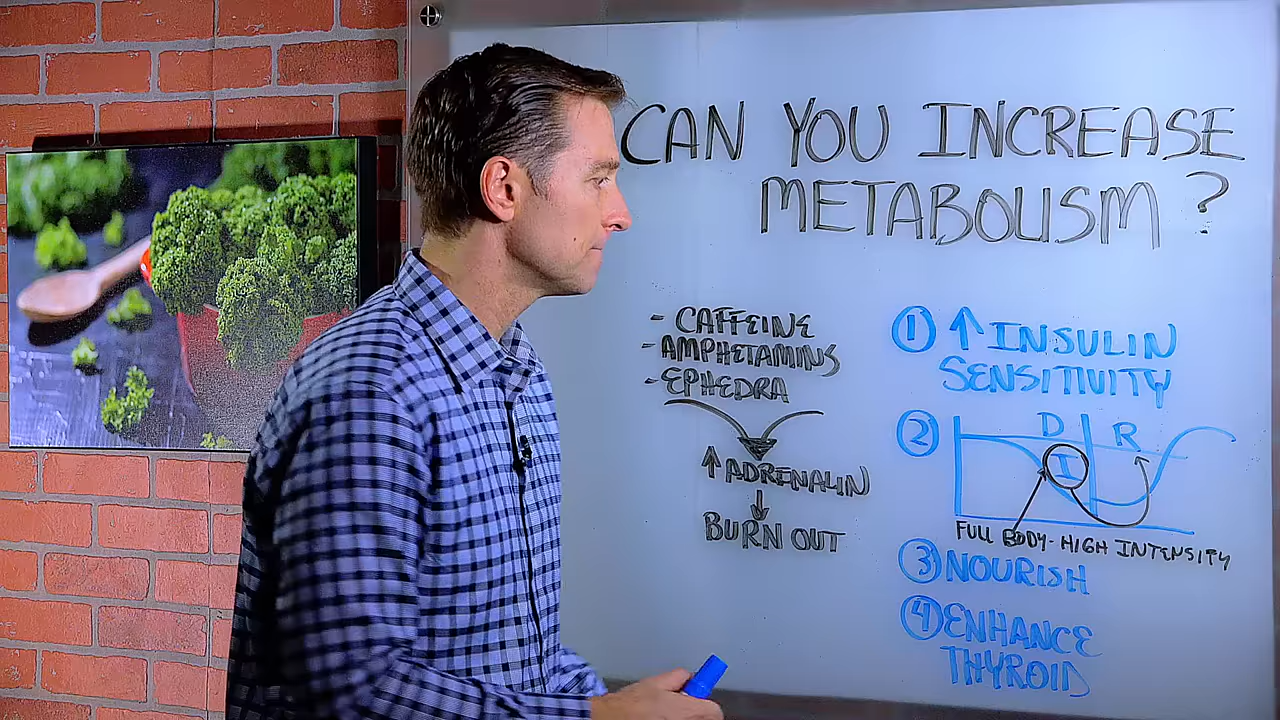 CAN YOU INCREASE
METABOLISM ?
- CAFFEINE
- AMPHETAMINS
- EPHEDRA
↑ ADRENALIN
↓
BURN OUT
① ↑ INSULIN
SENSITIVITY
②
D R
I
FULL BODY - HIGH INTENSITY
③ NOURISH
④ ENHANCE
THYROID